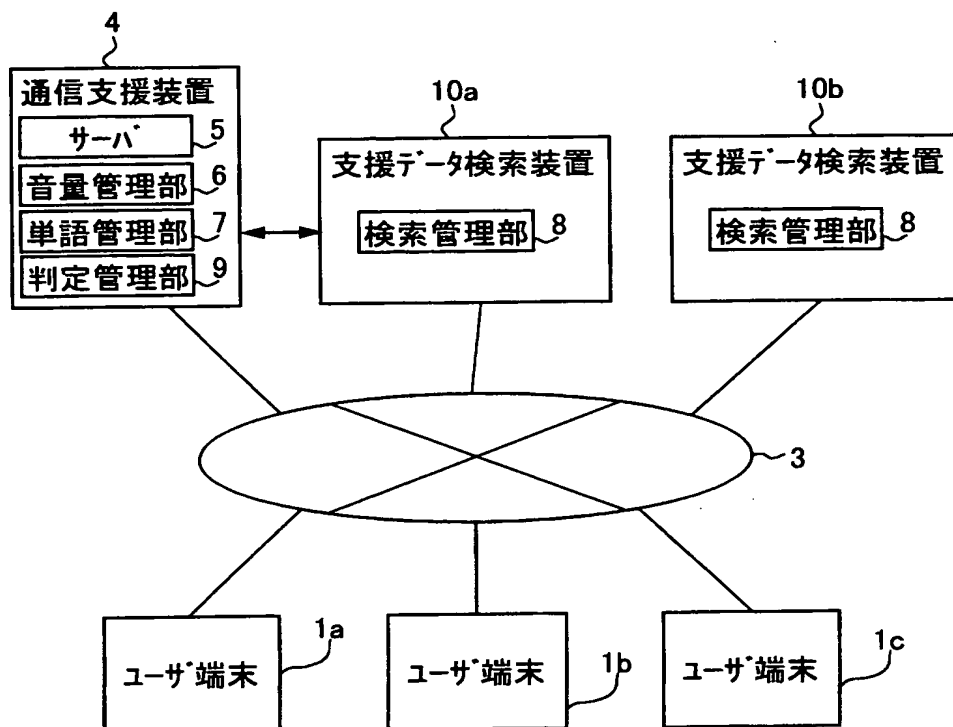 4
通信支援装置
サーバ 5
音量管理部 6
単語管理部 7
判定管理部 9
10a
支援データ検索装置
検索管理部 8
10b
支援データ検索装置
検索管理部 8
3
1a
ユーザ端末
1b
ユーザ端末
1c
ユーザ端末